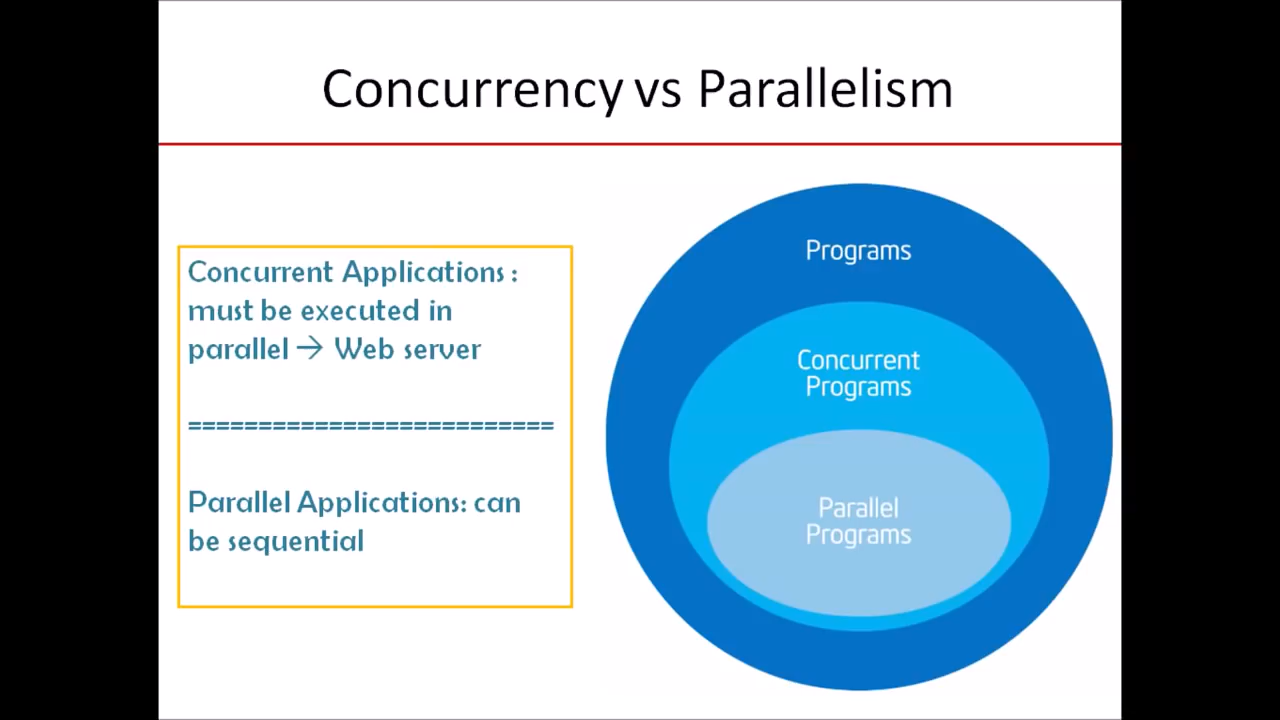 Concurrency vs Parallelism
Concurrent Applications :
must be executed in
parallel → Web server
==========================
Parallel Applications: can
be sequential
Programs
Concurrent
Programs
Parallel
Programs